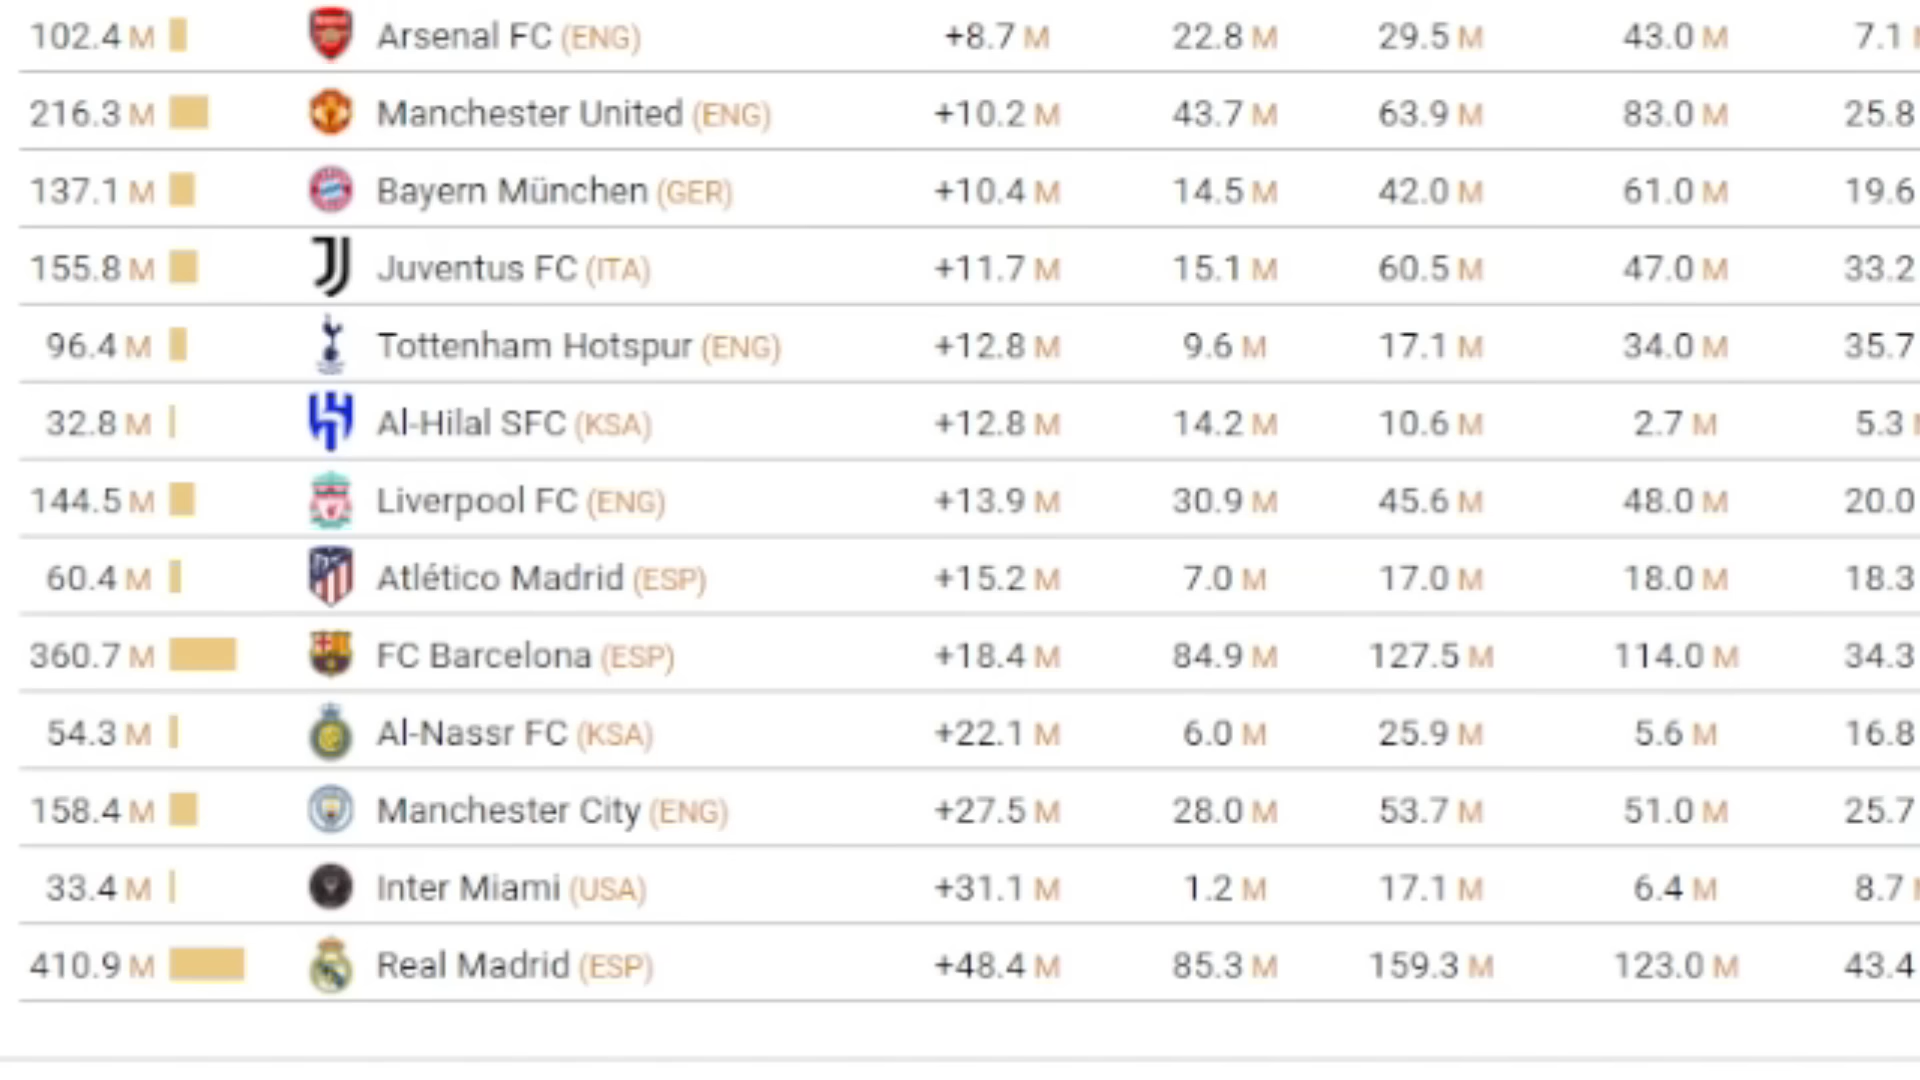 102.4 M Arsenal FC (ENG) +8.7 M 22.8 M 29.5 M 43.0 M 7.1
216.3 M Manchester United (ENG) +10.2 M 43.7 M 63.9 M 83.0 M 25.8
137.1 M Bayern München (GER) +10.4 M 14.5 M 42.0 M 61.0 M 19.6
155.8 M Juventus FC (ITA) +11.7 M 15.1 M 60.5 M 47.0 M 33.2
96.4 M Tottenham Hotspur (ENG) +12.8 M 9.6 M 17.1 M 34.0 M 35.7
32.8 M Al-Hilal SFC (KSA) +12.8 M 14.2 M 10.6 M 2.7 M 5.3
144.5 M Liverpool FC (ENG) +13.9 M 30.9 M 45.6 M 48.0 M 20.0
60.4 M Atlético Madrid (ESP) +15.2 M 7.0 M 17.0 M 18.0 M 18.3
360.7 M FC Barcelona (ESP) +18.4 M 84.9 M 127.5 M 114.0 M 34.3
54.3 M Al-Nassr FC (KSA) +22.1 M 6.0 M 25.9 M 5.6 M 16.8
158.4 M Manchester City (ENG) +27.5 M 28.0 M 53.7 M 51.0 M 25.7
33.4 M Inter Miami (USA) +31.1 M 1.2 M 17.1 M 6.4 M 8.7
410.9 M Real Madrid (ESP) +48.4 M 85.3 M 159.3 M 123.0 M 43.4